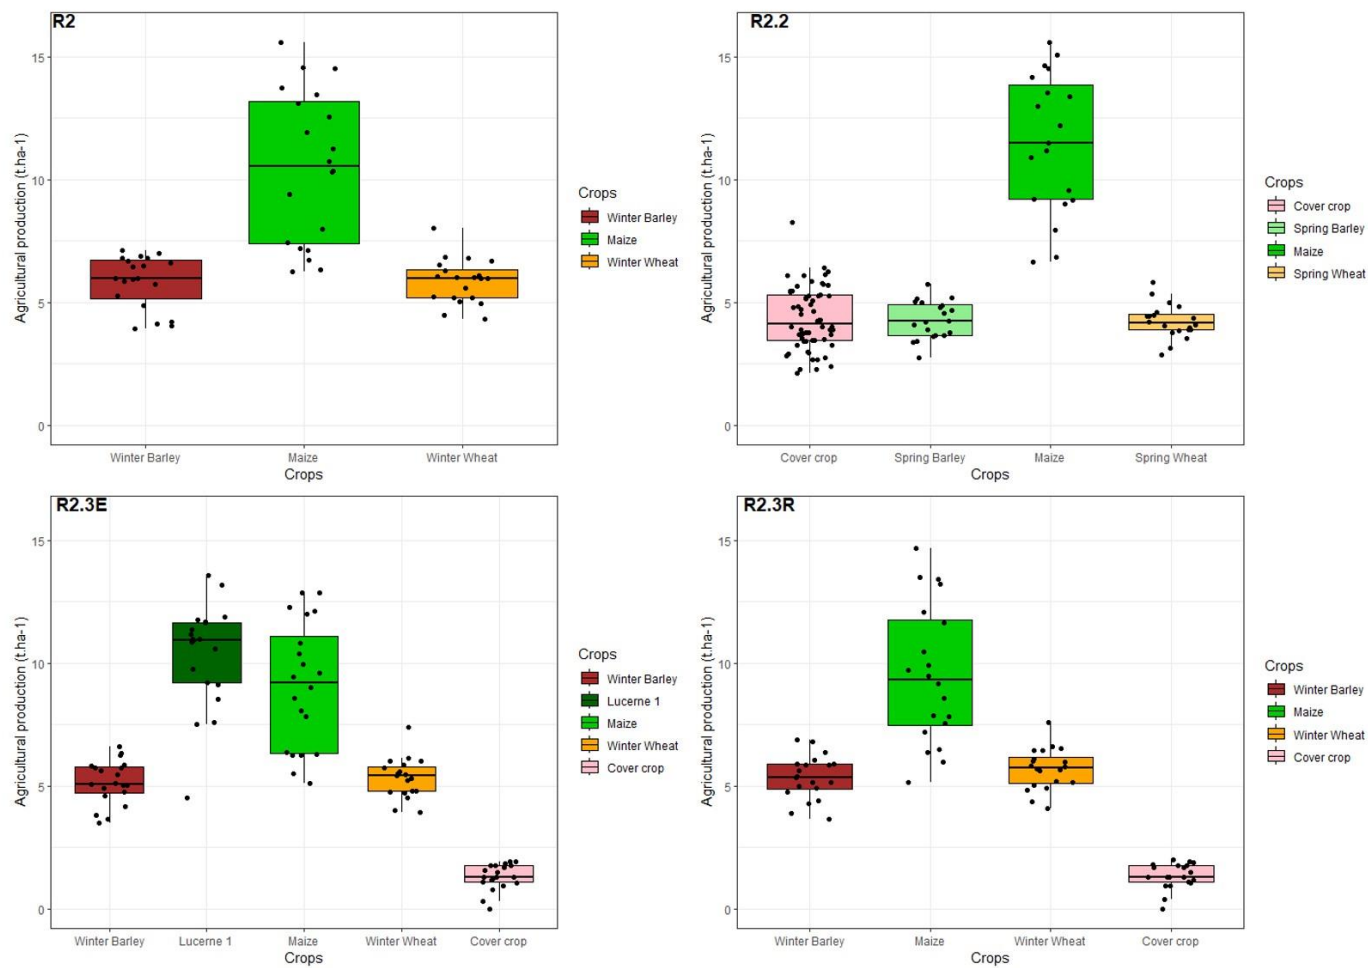 R2
Agricultural production (t.ha-1)
15
10
5
0
Winter Barley
Maize
Winter Wheat
Crops
Crops
Winter Barley
Maize
Winter Wheat
R2.2
Agricultural production (t.ha-1)
15
10
5
0
Cover crop
Spring Barley
Maize
Spring Wheat
Crops
Crops
Cover crop
Spring Barley
Maize
Spring Wheat
R2.3E
Agricultural production (t.ha-1)
15
10
5
0
Winter Barley
Lucerne 1
Maize
Winter Wheat
Cover crop
Crops
Crops
Winter Barley
Lucerne 1
Maize
Winter Wheat
Cover crop
R2.3R
Agricultural production (t.ha-1)
15
10
5
0
Winter Barley
Maize
Winter Wheat
Cover crop
Crops
Crops
Winter Barley
Maize
Winter Wheat
Cover crop